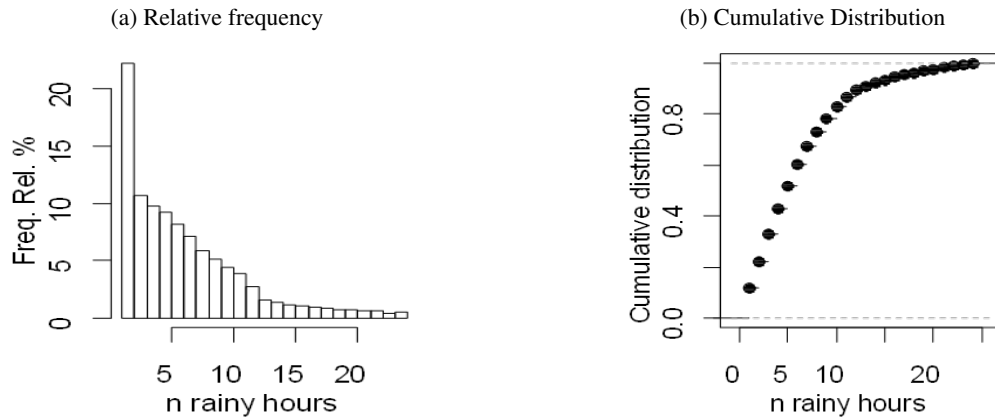 (a) Relative frequency
Freq. Rel. %
0
5
10
15
20
5 10 15 20
n rainy hours
(b) Cumulative Distribution
Cumulative distribution
0.0
0.4
0.8
0 5 10 20
n rainy hours